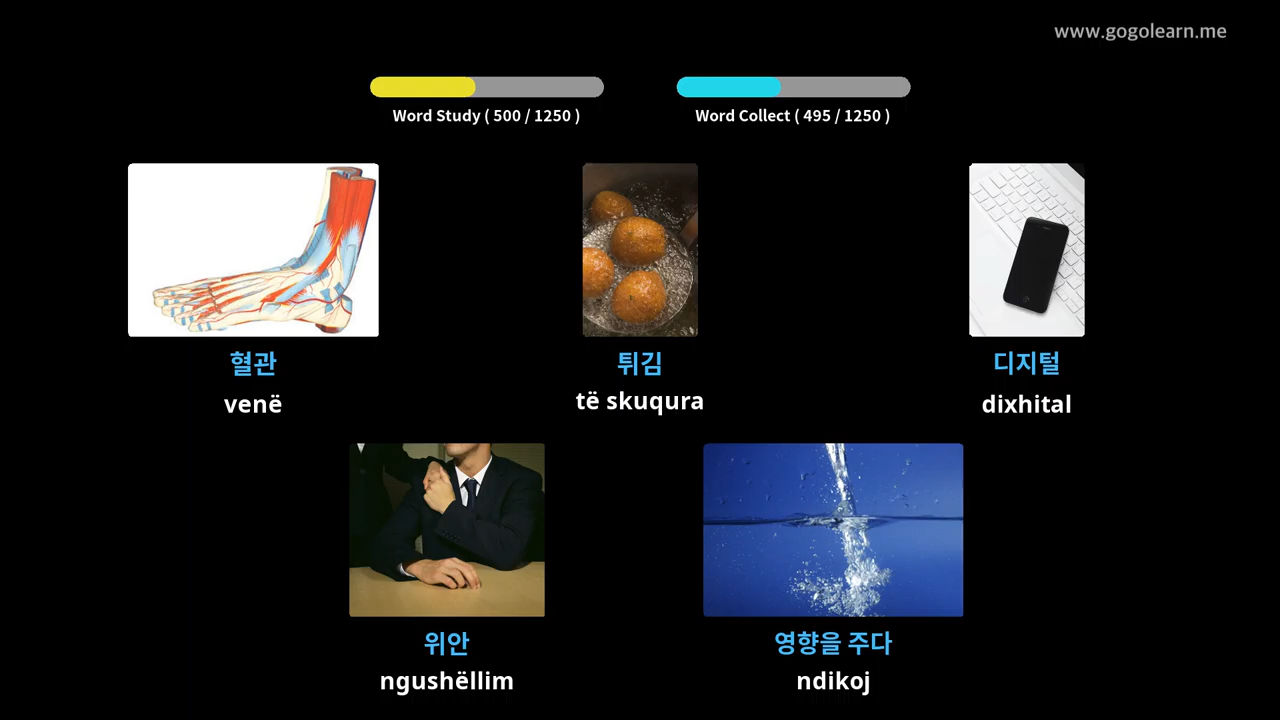 www.gogolearn.me
Word Study ( 500 / 1250 )
Word Collect ( 495 / 1250 )
혈관
venë
튀김
të skuqura
디지털
dixhital
위안
ngushëllim
영향을 주다
ndikoj